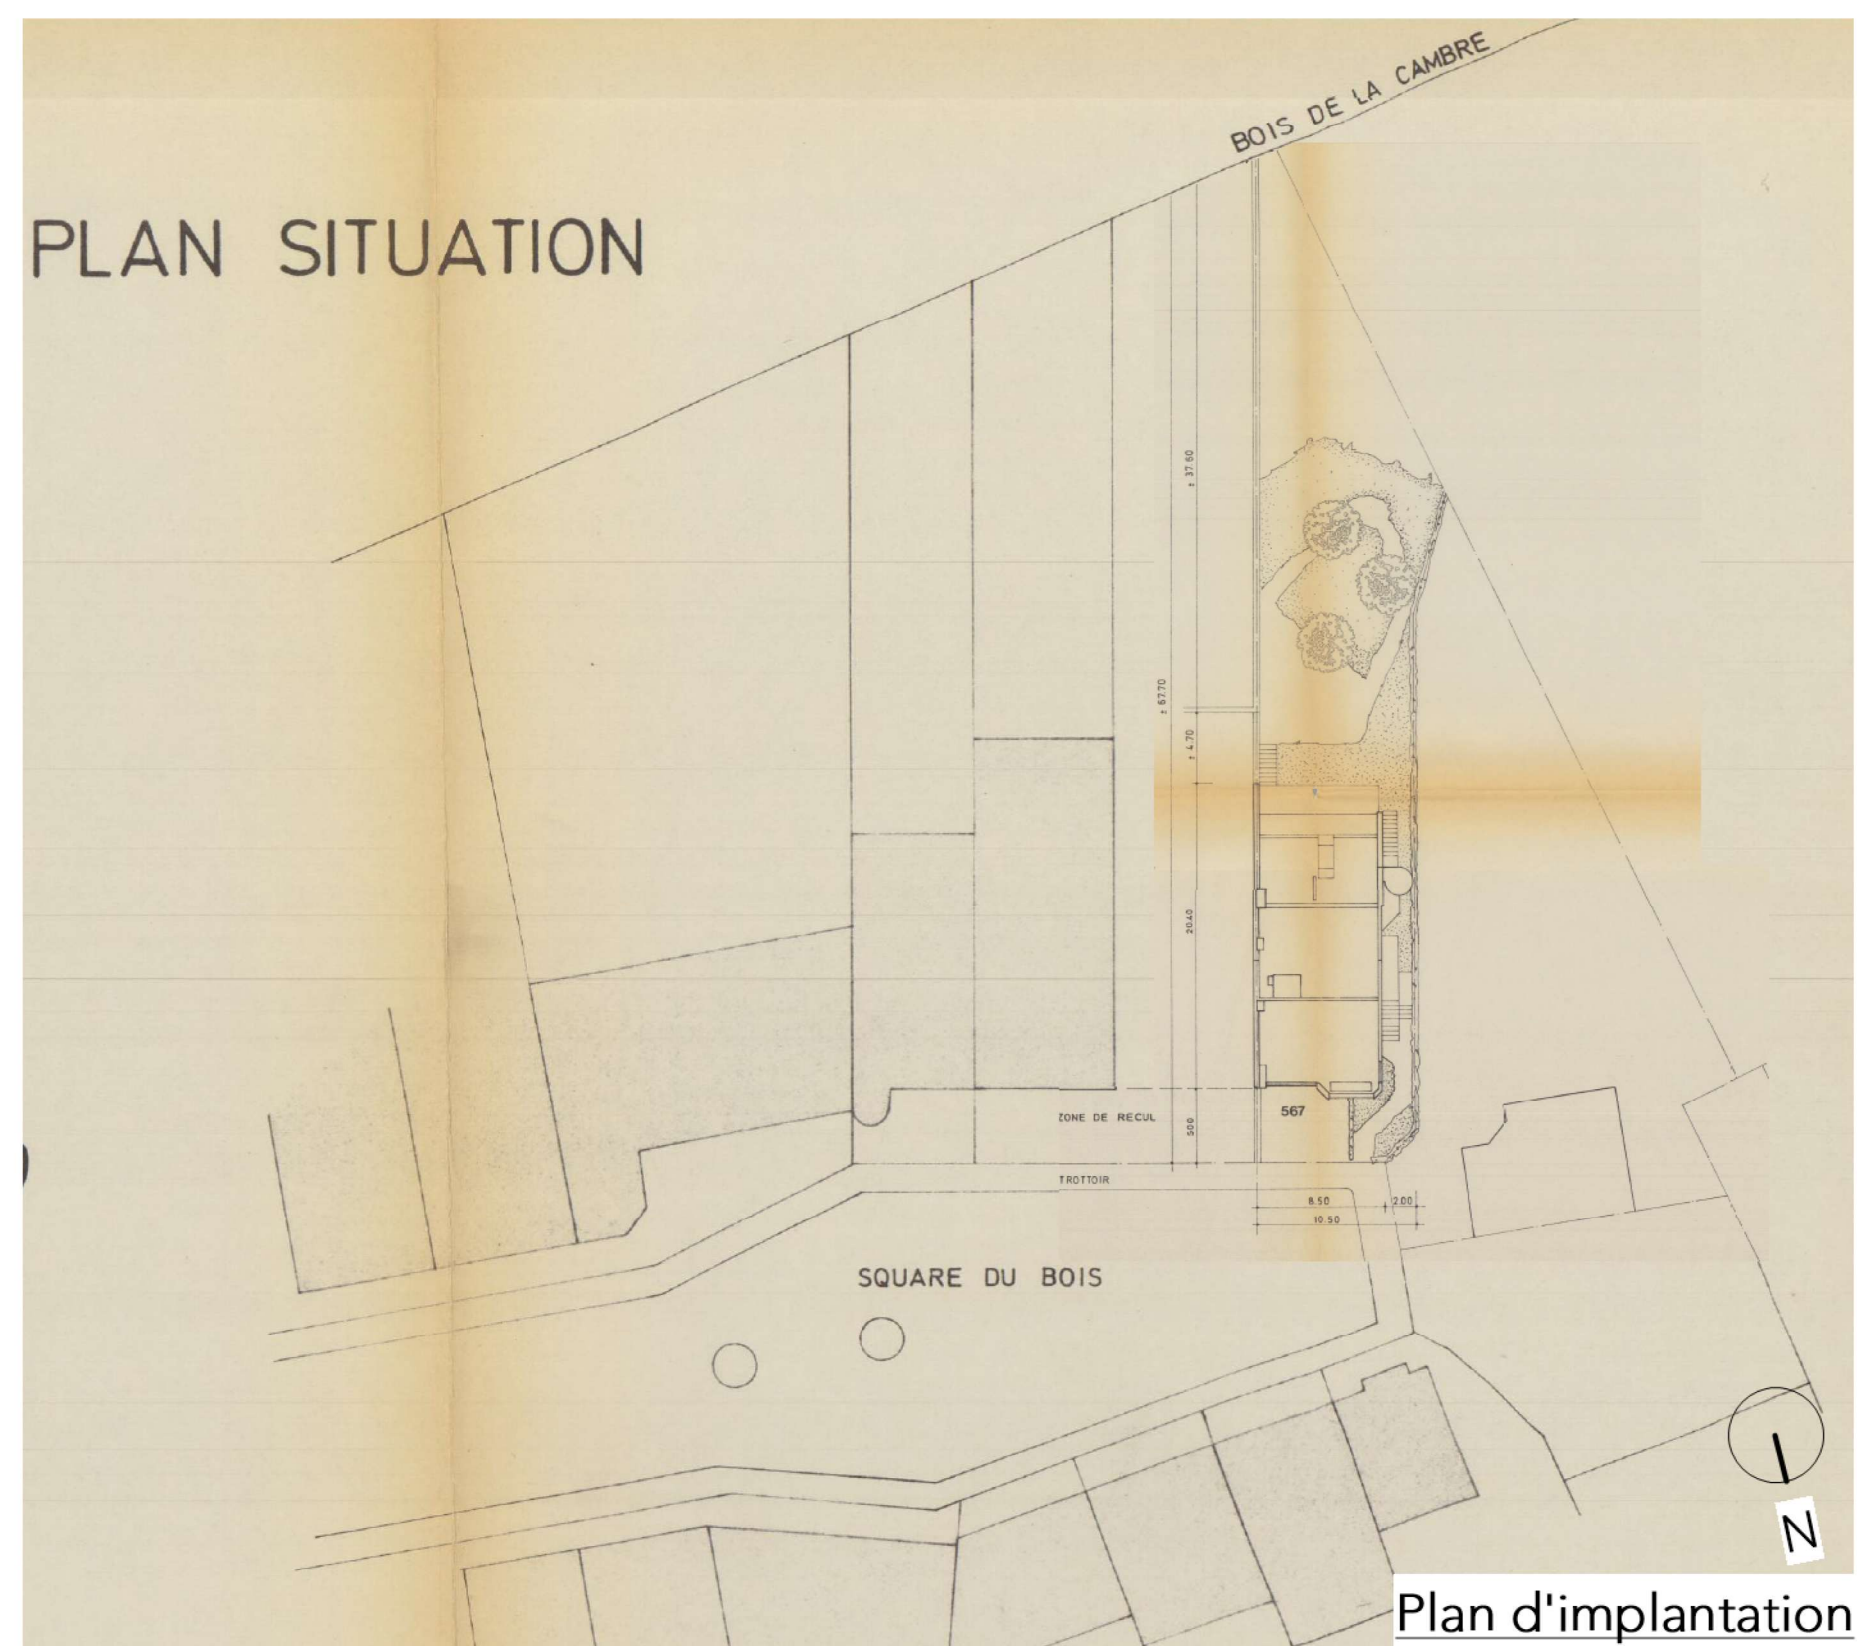 BOIS DE LA CAMBRE
PLAN SITUATION
± 37.60
± 67.70
± 4.70
20.40
ZONE DE RECUL
500
567
TROTTOIR
8.50
2.00
10.50
SQUARE DU BOIS
N
Plan d'implantation